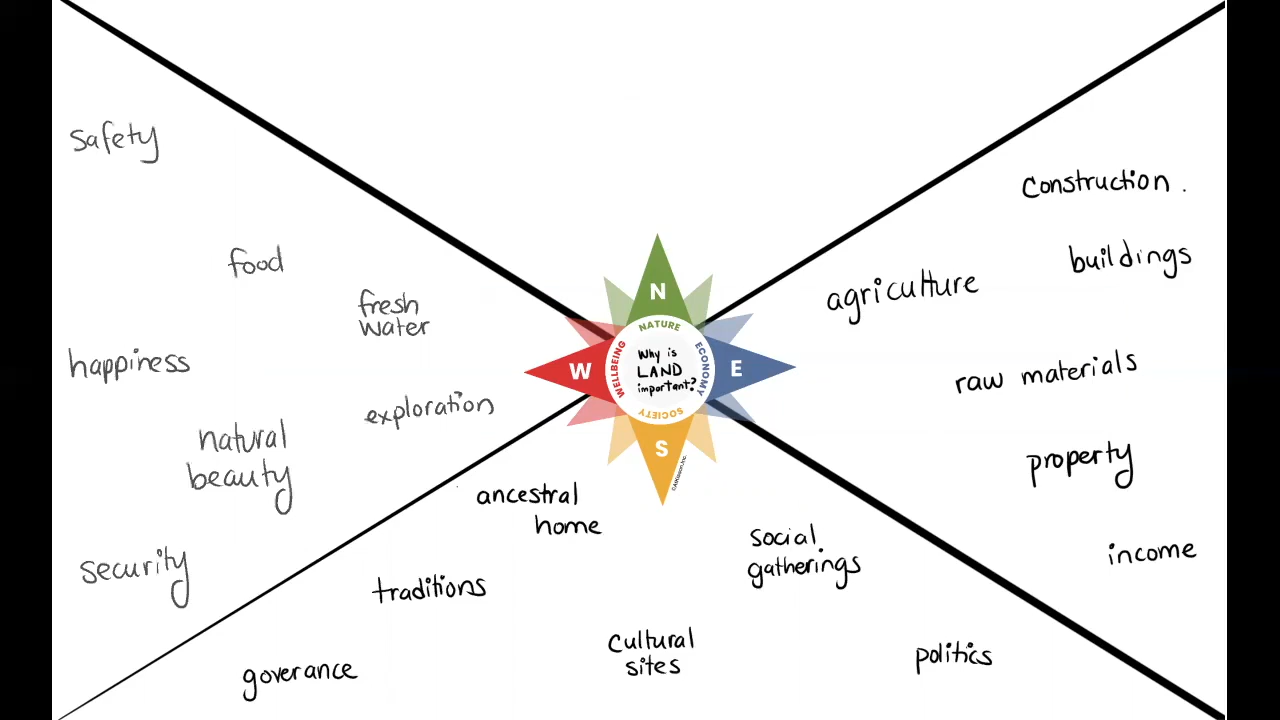 safety
food
fresh
water
happiness
exploration
natural
beauty
security
N
NATURE
W
WELLBEING
Why is
LAND
important?
ECONOMY
E
SOCIETY
S
construction.
buildings
agriculture
raw materials
property
income
ancestral
home
social
gatherings
traditions
cultural
sites
goverance
politics